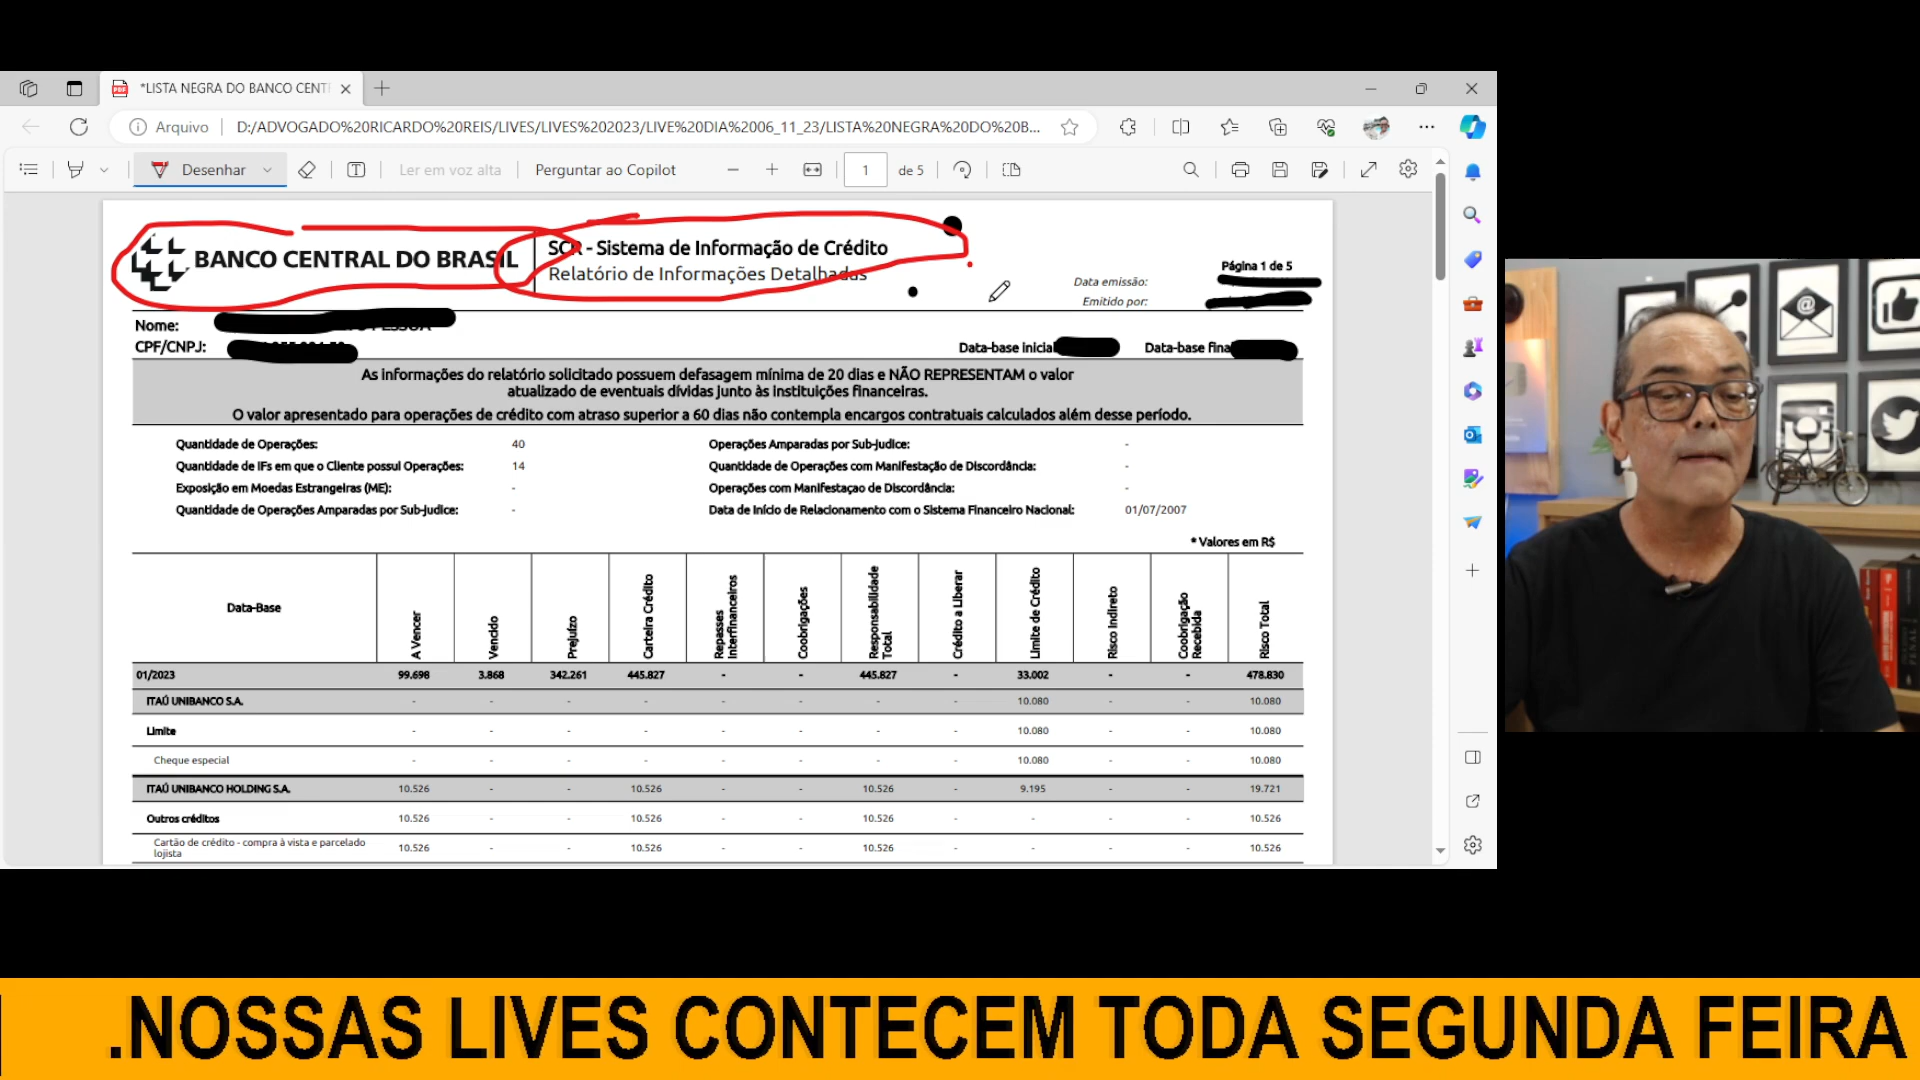 *LISTA NEGRA DO BANCO CENT
Arquivo
D:/ADVOGADO%20RICARDO%20REIS/LIVES/LIVES%202023/LIVE%20DIA%2006_11_23/LISTA%20NEGRA%20DO%20B...
Desenhar
Ler em voz alta
Perguntar ao Copilot
1
de 5
BANCO CENTRAL DO BRASIL
SCR - Sistema de Informação de Crédito
Relatório de Informações Detalhadas
Página 1 de 5
Data emissão:
Emitido por:
Nome:
CPF/CNPJ:
Data-base inicial
Data-base fina
As informações do relatório solicitado possuem defasagem mínima de 20 dias e NÃO REPRESENTAM o valor
atualizado de eventuais dívidas junto às instituições financeiras.
O valor apresentado para operações de crédito com atraso superior a 60 dias não contempla encargos contratuais calculados além desse período.
Quantidade de Operações: 40 Operações Amparadas por Sub-judice: -
Quantidade de IFs em que o Cliente possui Operações: 14 Quantidade de Operações com Manifestação de Discordância: -
Exposição em Moedas Estrangeiras (ME): - Operações com Manifestaçao de Discordância: -
Quantidade de Operações Amparadas por Sub-judice: - Data de Início de Relacionamento com o Sistema Financeiro Nacional: 01/07/2007
* Valores em R$
Data-Base
A Vencer
Vencido
Prejuízo
Carteira Crédito
Repasses
Interfinanceiros
Coobrigações
Responsabilidade
Total
Crédito a Liberar
Limite de Crédito
Risco Indireto
Coobrigação
Recebida
Risco Total
01/2023 99.698 3.868 342.261 445.827 - - 445.827 - 33.002 - - 478.830
ITAÚ UNIBANCO S.A. - - - - - - - - 10.080 - - 10.080
Limite - - - - - - - - 10.080 - - 10.080
Cheque especial - - - - - - - - 10.080 - - 10.080
ITAÚ UNIBANCO HOLDING S.A. 10.526 - - 10.526 - - 10.526 - 9.195 - - 19.721
Outros créditos 10.526 - - 10.526 - - 10.526 - - - - 10.526
Cartão de crédito - compra à vista e parcelado
lojista
10.526 - - 10.526 - - 10.526 - - - - 10.526
.NOSSAS LIVES CONTECEM TODA SEGUNDA FEIRA